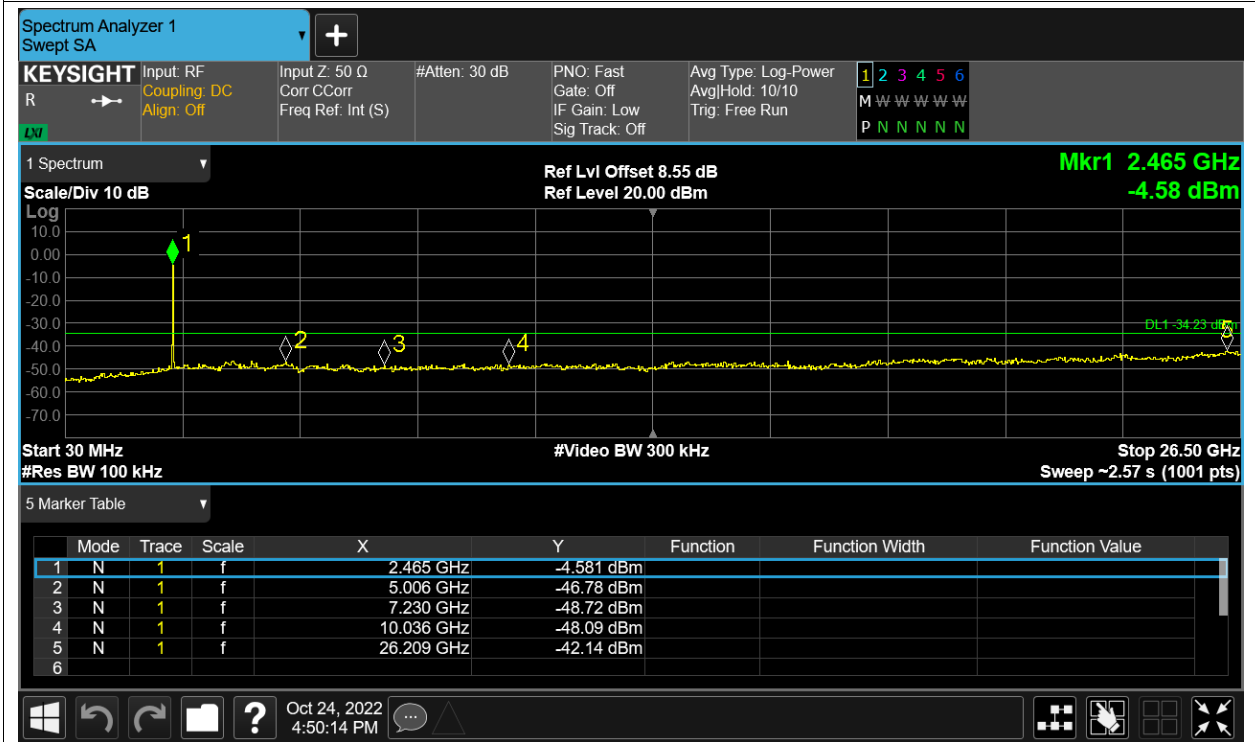 Spectrum Analyzer 1
Swept SA
+
KEYSIGHT Input: RF Input Z: 50 Ω #Atten: 30 dB PNO: Fast Avg Type: Log-Power 1 2 3 4 5 6
R Coupling: DC Corr CCorr Gate: Off Avg|Hold: 10/10 M W W W W W
Align: Off Freq Ref: Int (S) IF Gain: Low Trig: Free Run
LXI Sig Track: Off P N N N N N
1 Spectrum Ref Lvl Offset 8.55 dB Mkr1 2.465 GHz
Scale/Div 10 dB Ref Level 20.00 dBm -4.58 dBm
Log
10.0
1
0.00
-10.0
-20.0
-30.0
DL1 -34.23 dBm
5
2 3 4
-40.0
-50.0
-60.0
-70.0
Start 30 MHz #Video BW 300 kHz Stop 26.50 GHz
#Res BW 100 kHz Sweep ~2.57 s (1001 pts)
5 Marker Table
Mode Trace Scale X Y Function Function Width Function Value
1 N 1 f 2.465 GHz -4.581 dBm
2 N 1 f 5.006 GHz -46.78 dBm
3 N 1 f 7.230 GHz -48.72 dBm
4 N 1 f 10.036 GHz -48.09 dBm
5 N 1 f 26.209 GHz -42.14 dBm
6
? Oct 24, 2022
4:50:14 PM